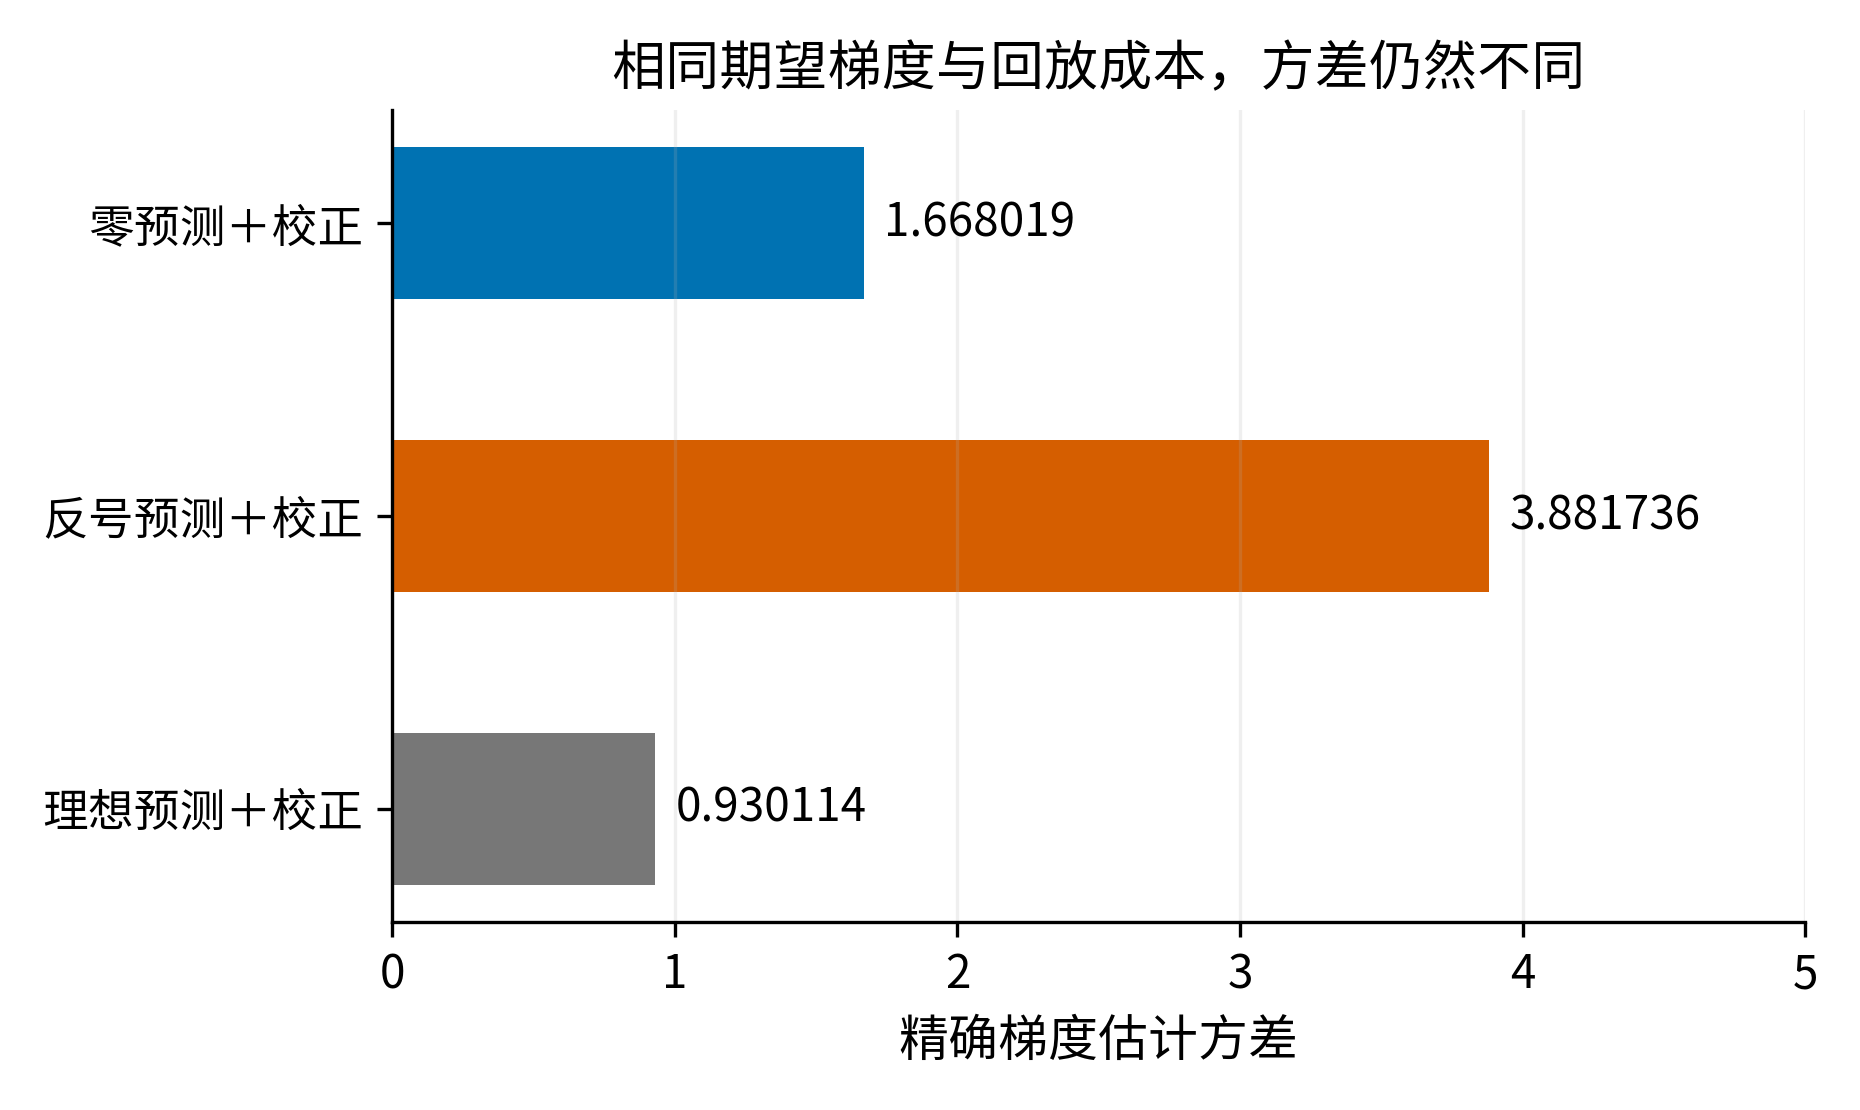 相同期望梯度与回放成本，方差仍然不同
零预测＋校正
1.668019
反号预测＋校正
3.881736
理想预测＋校正
0.930114
0 1 2 3 4 5
精确梯度估计方差